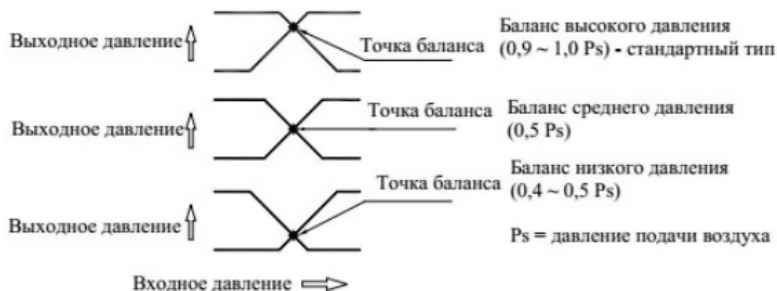 Выходное давление
Точка баланса
Баланс высокого давления
(0,9 ~ 1,0 Ps) - стандартный тип
Выходное давление
Точка баланса
Баланс среднего давления
(0,5 Ps)
Выходное давление
Точка баланса
Баланс низкого давления
(0,4 ~ 0,5 Ps)
Ps = давление подачи воздуха
Входное давление